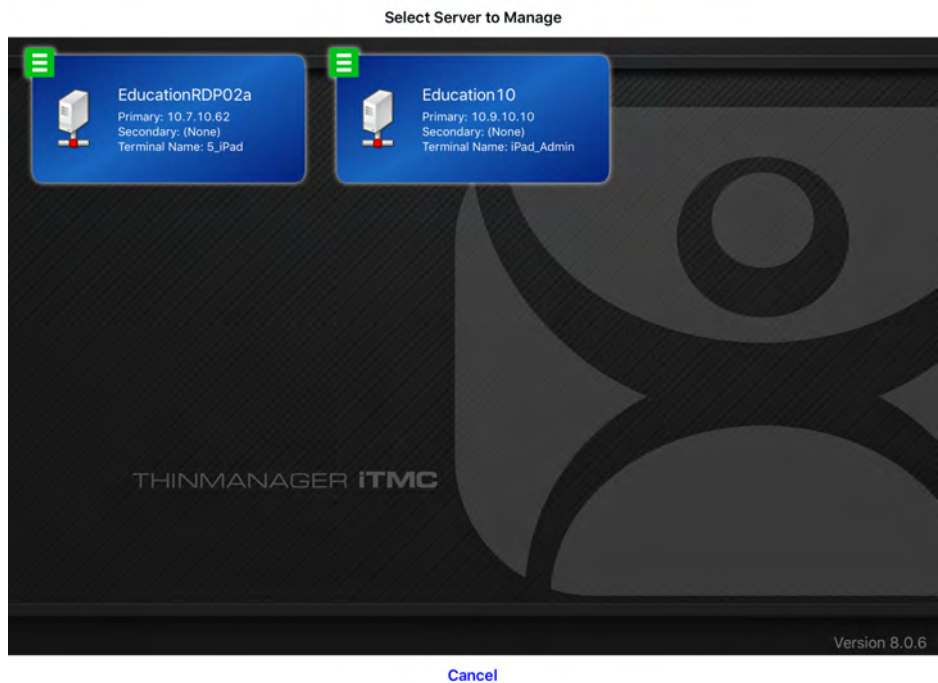 Select Server to Manage
EducationRDP02a
Primary: 10.7.10.62
Secondary: (None)
Terminal Name: 5_iPad
Education10
Primary: 10.9.10.10
Secondary: (None)
Terminal Name: iPad_Admin
THINMANAGER iTMC
Version 8.0.6
Cancel